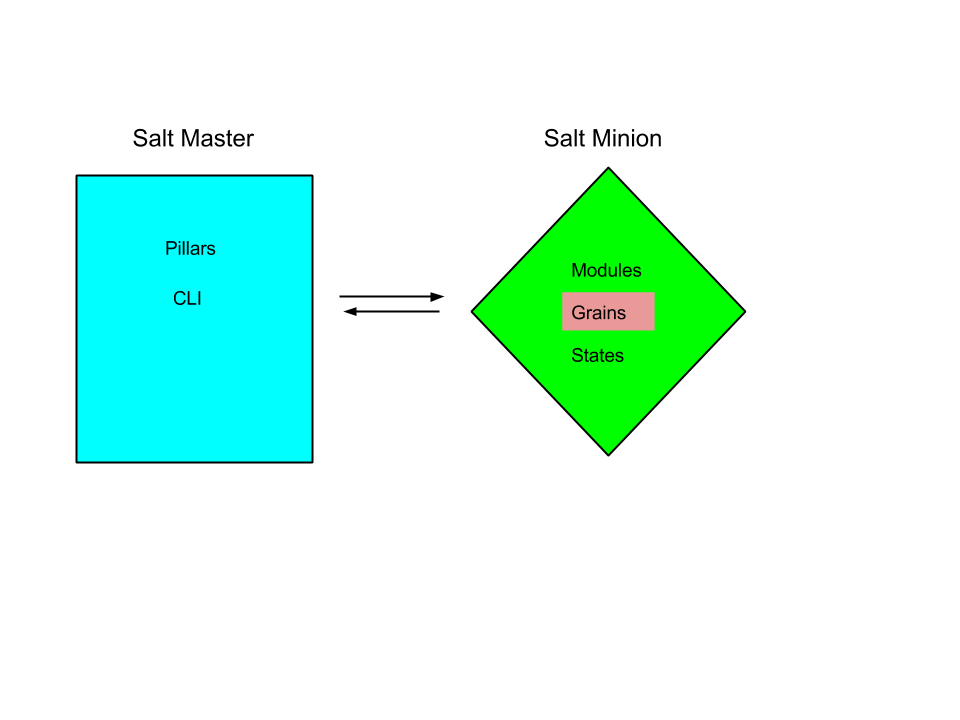 Salt Master
Salt Minion
Pillars
CLI
Modules
Grains
States